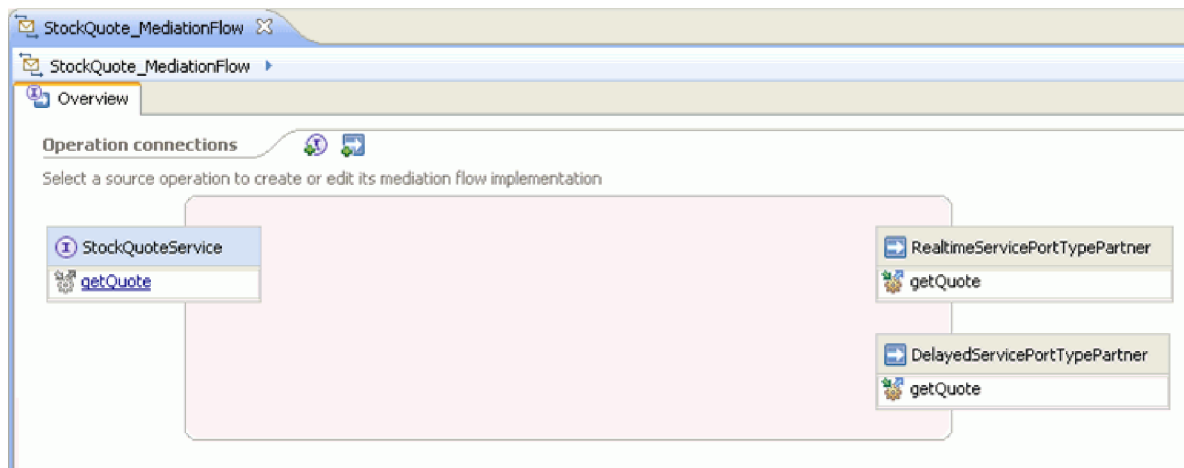 StockQuote_MediationFlow
StockQuote_MediationFlow
Overview
Operation connections
Select a source operation to create or edit its mediation flow implementation
StockQuoteService
getQuote
RealtimeServicePortTypePartner
getQuote
DelayedServicePortTypePartner
getQuote